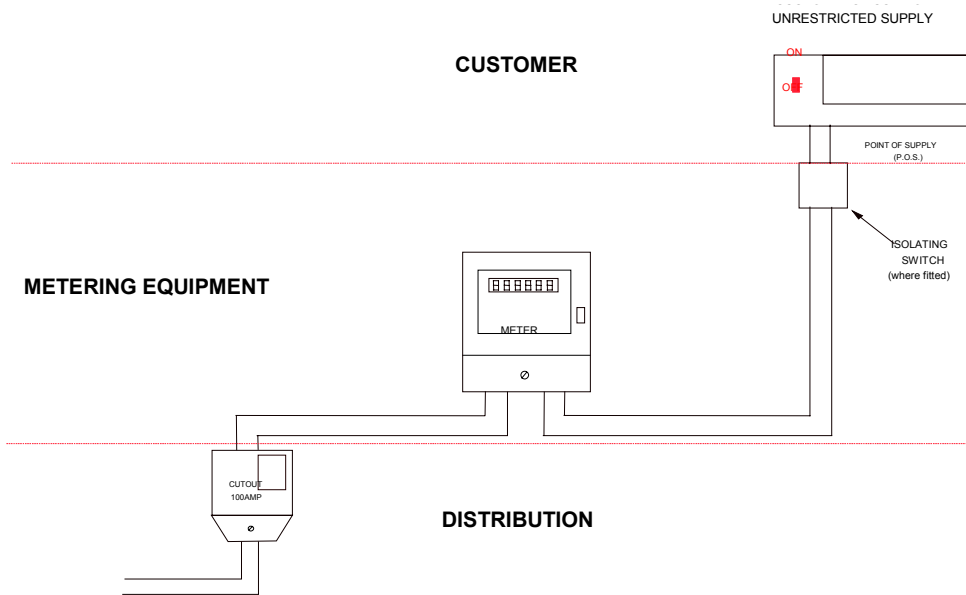 UNRESTRICTED SUPPLY
CUSTOMER
ON
OFF
POINT OF SUPPLY
(P.O.S.)
ISOLATING
SWITCH
(where fitted)
METERING EQUIPMENT
METER
CUTOUT
100AMP
DISTRIBUTION